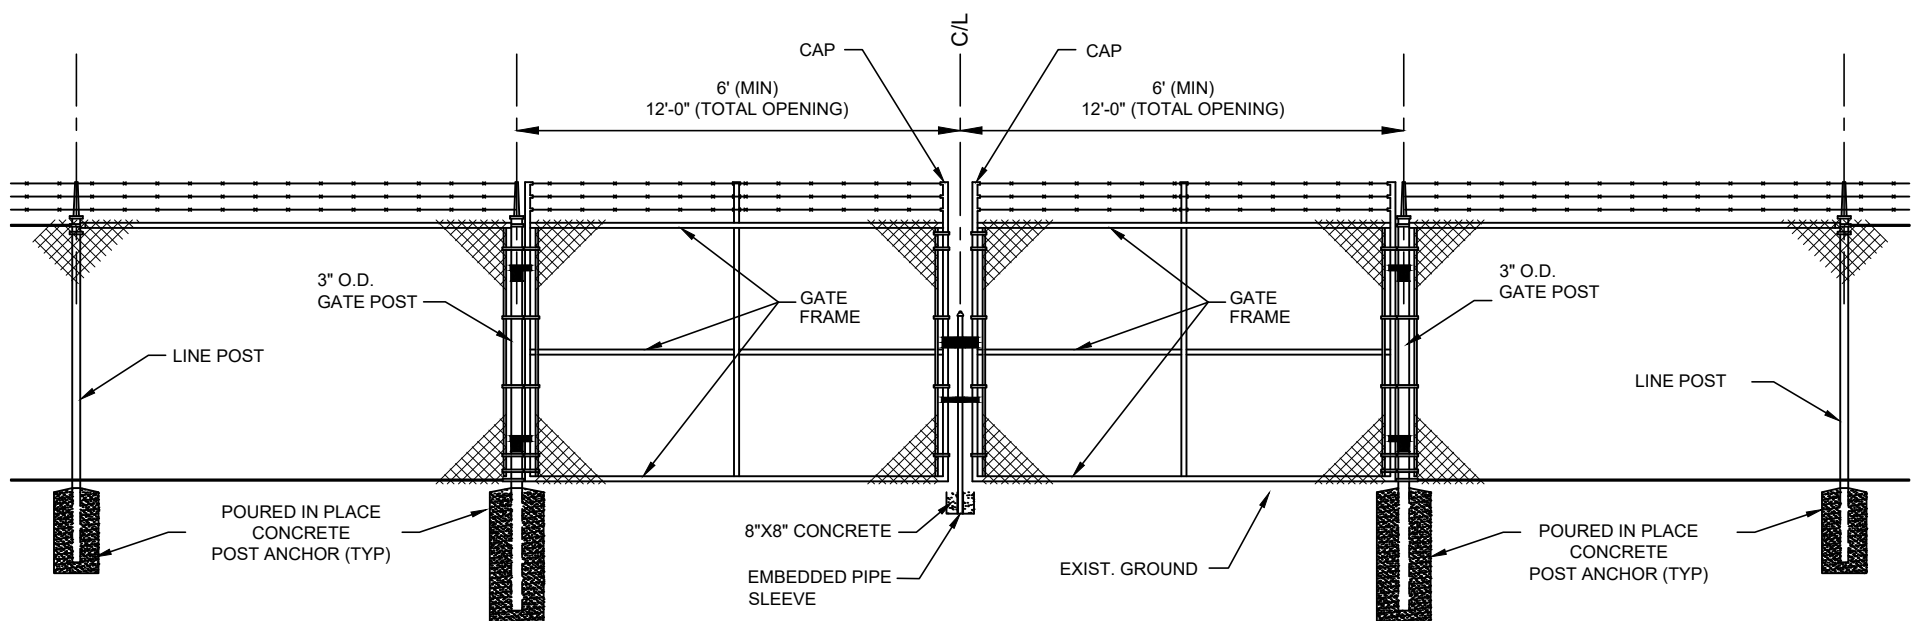 C/L
CAP
CAP
6' (MIN)
12'-0" (TOTAL OPENING)
6' (MIN)
12'-0" (TOTAL OPENING)
3" O.D.
GATE POST
GATE
FRAME
GATE
FRAME
3" O.D.
GATE POST
LINE POST
LINE POST
POURED IN PLACE
CONCRETE
POST ANCHOR (TYP)
8"X8" CONCRETE
EMBEDDED PIPE
SLEEVE
EXIST. GROUND
POURED IN PLACE
CONCRETE
POST ANCHOR (TYP)